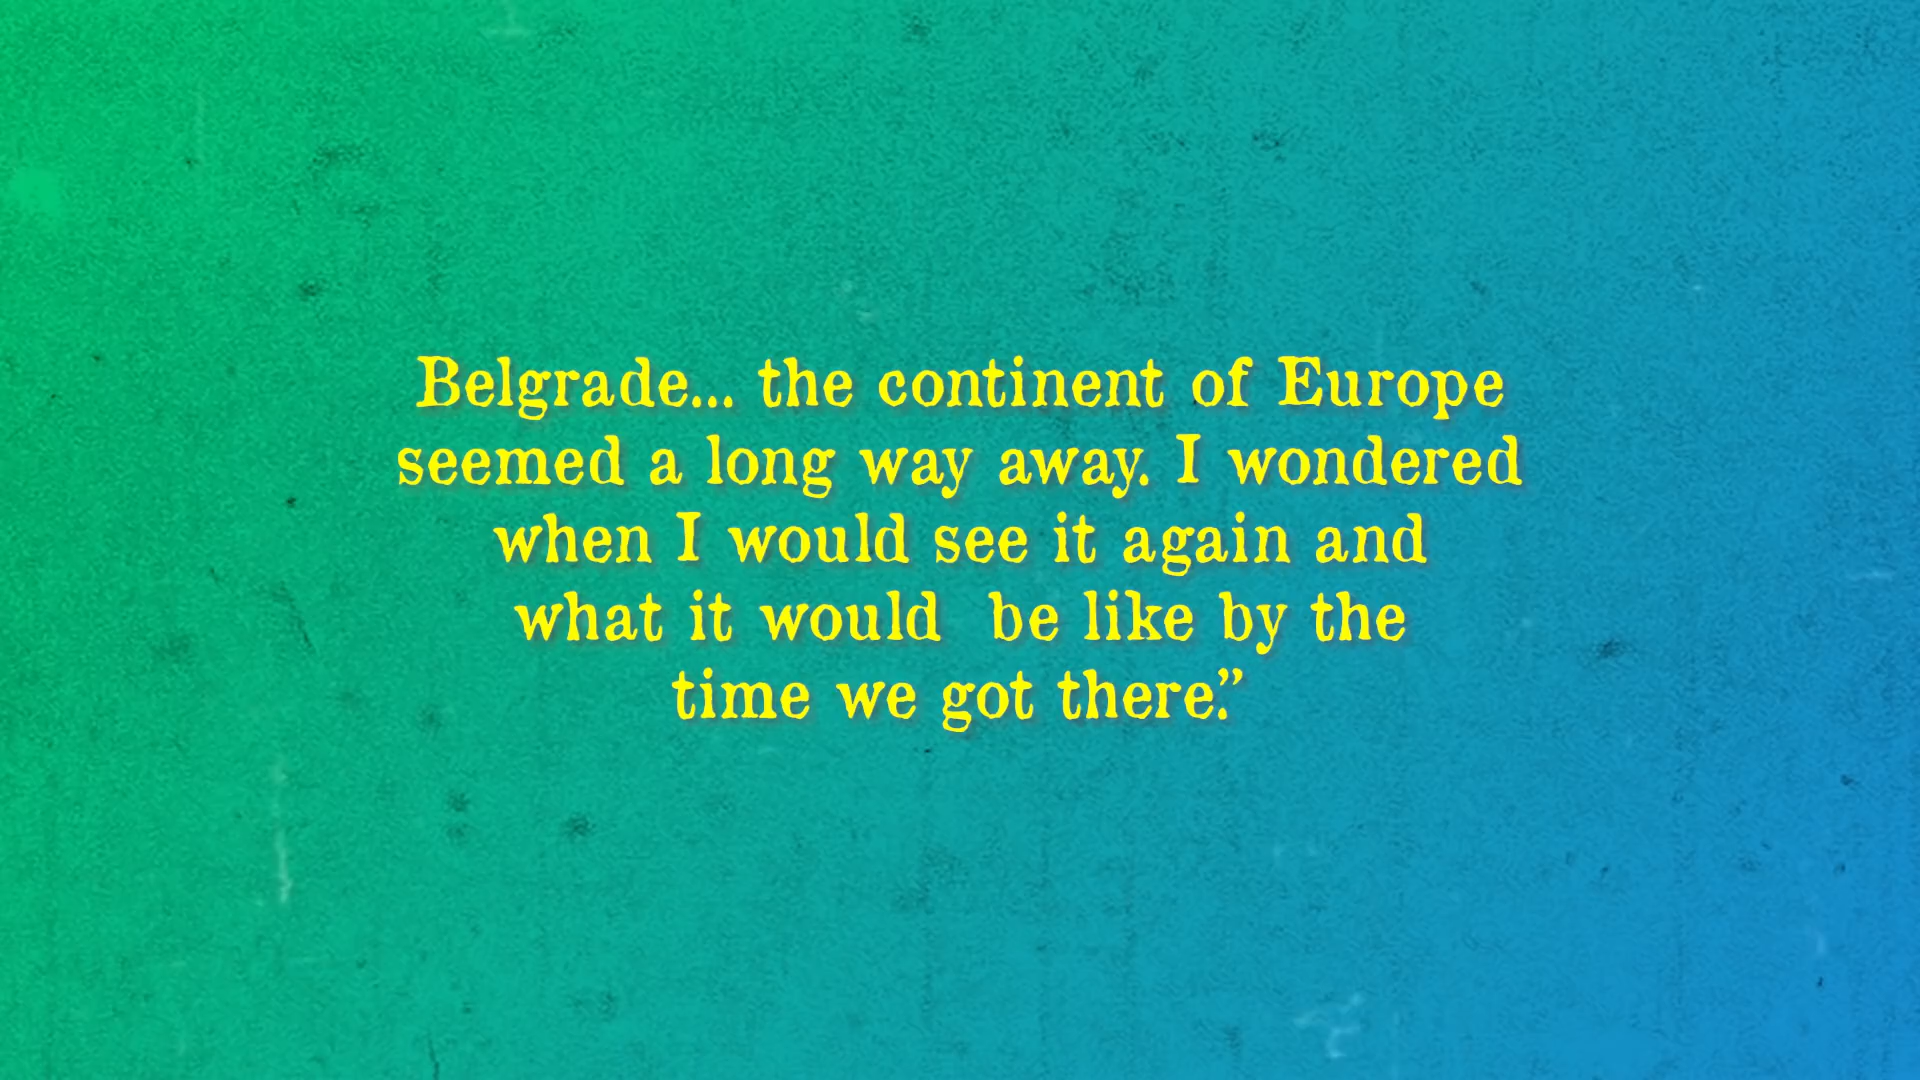 Belgrade... the continent of Europe
seemed a long way away. I wondered
when I would see it again and
what it would  be like by the
time we got there.”